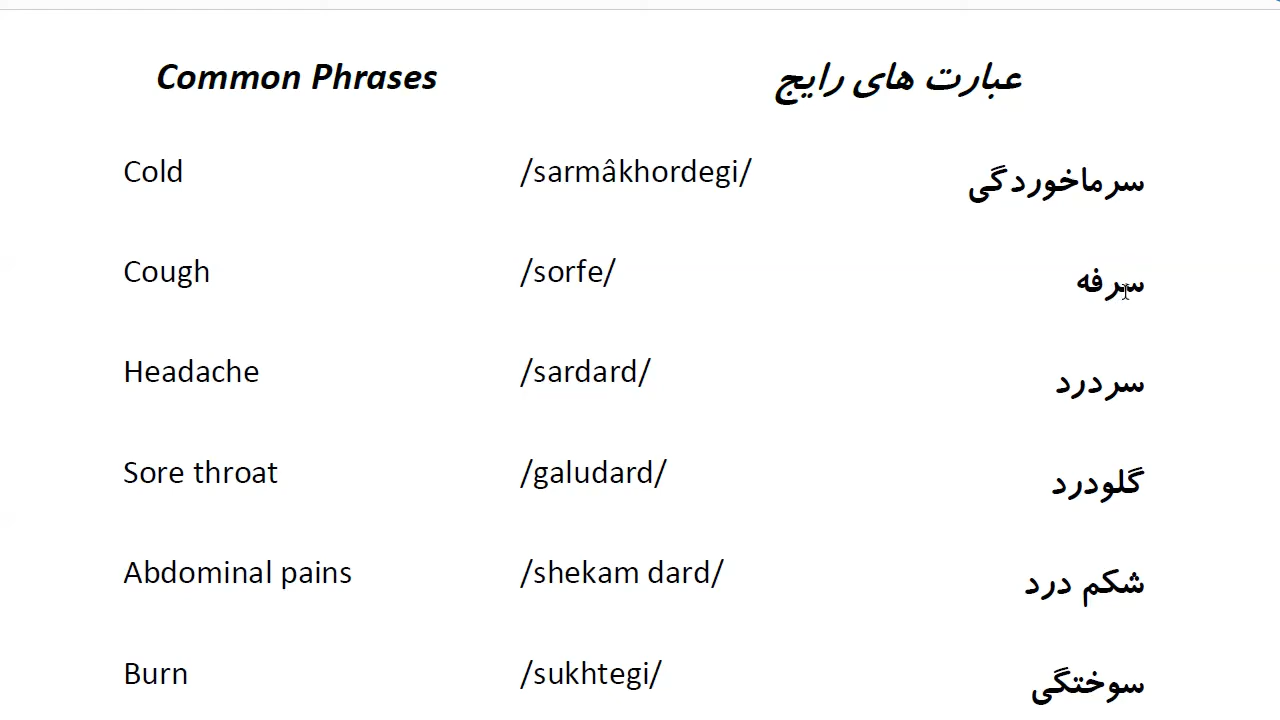 Common Phrases عبارت های رایج
Cold /sarmâkhordegi/ سرماخوردگی
Cough /sorfe/ سرفه
Headache /sardard/ سردرد
Sore throat /galudard/ گلودرد
Abdominal pains /shekam dard/ شکم درد
Burn /sukhtegi/ سوختگی